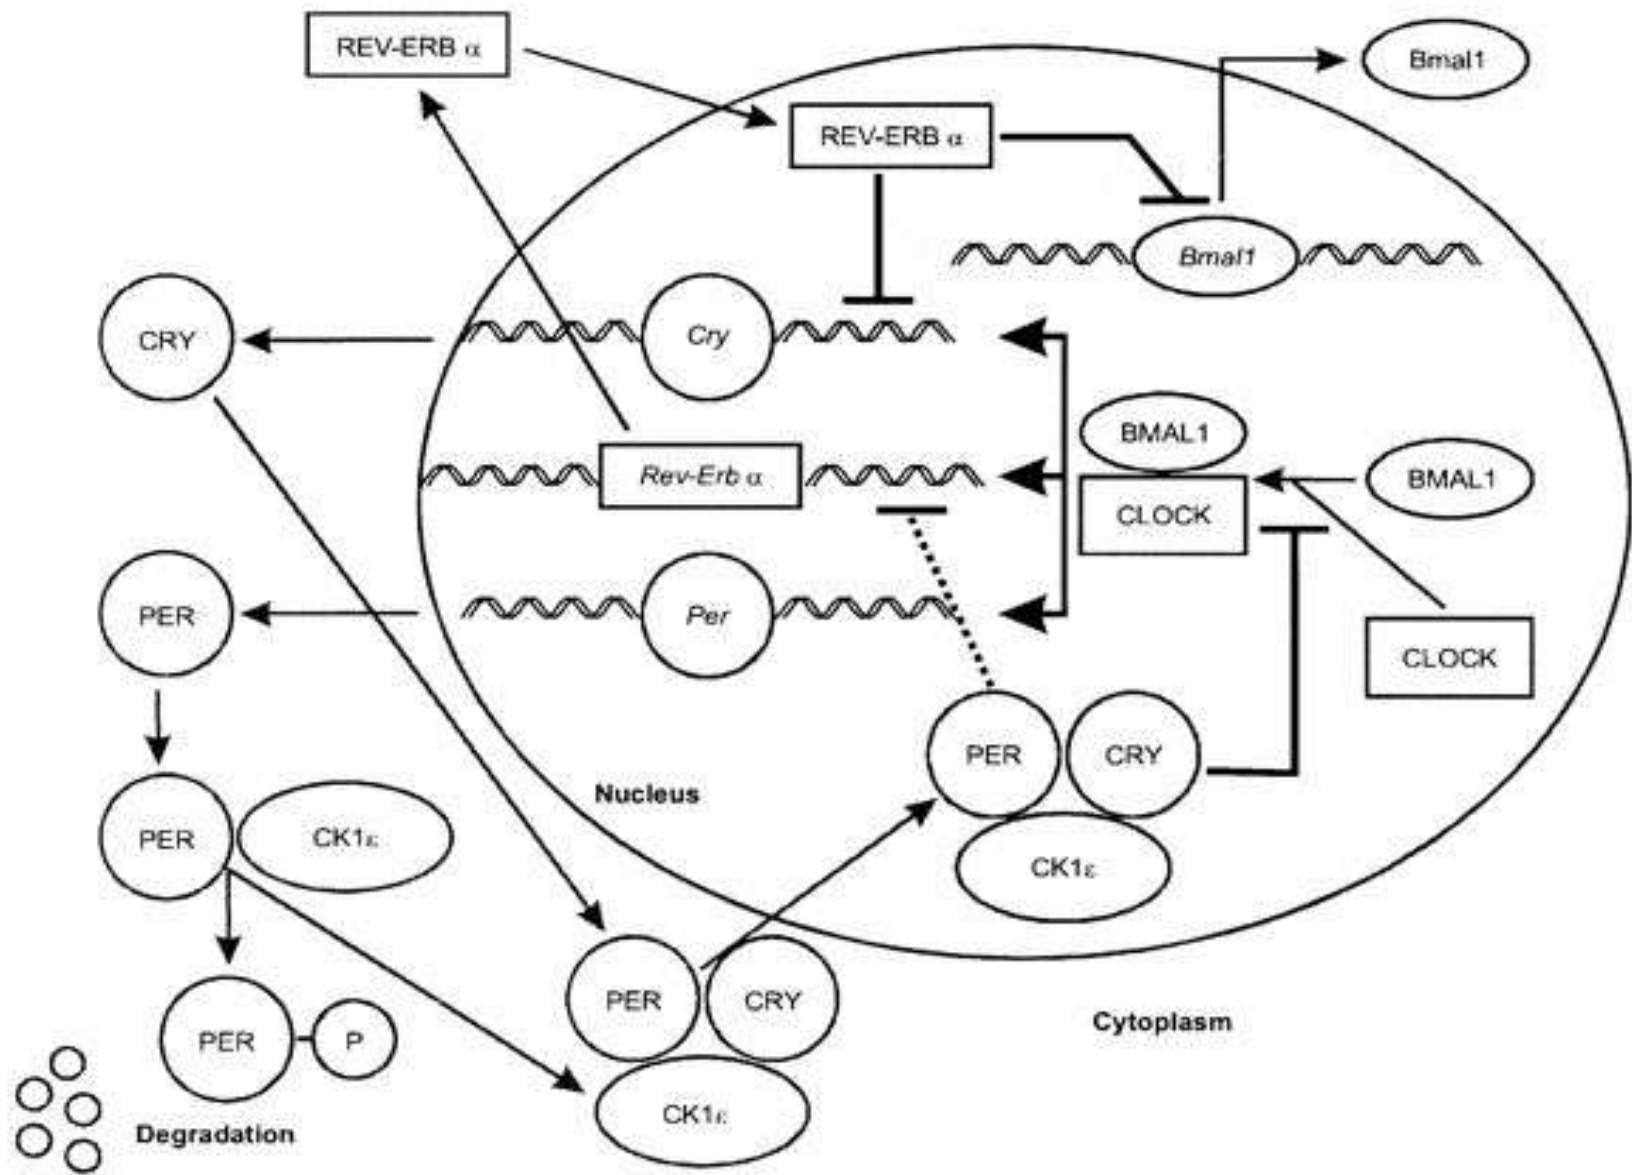 REV-ERB α
Bmal1
REV-ERB α
Bmal1
CRY
Cry
BMAL1
Rev-Erb α
BMAL1
CLOCK
PER
Per
CLOCK
PER
CRY
Nucleus
PER
CK1ε
CK1ε
PER
CRY
Cytoplasm
PER
P
CK1ε
Degradation